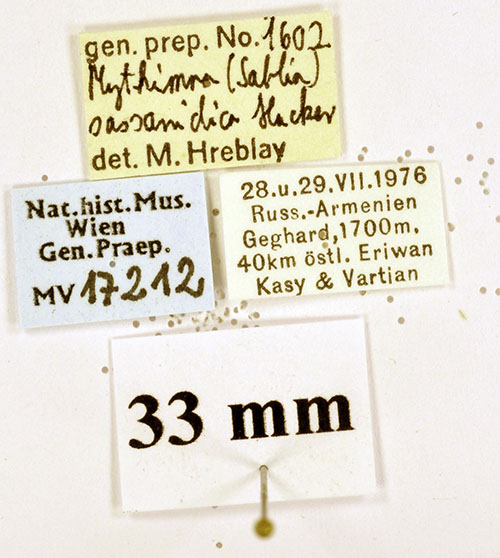 gen. prep. No. 1602
Mythimna (Sablia)
sassanidica Hacker
det. M. Hreblay
Nat.hist.Mus.
Wien
Gen.Praep.
MV 17212
28.u.29.VII.1976
Russ.-Armenien
Geghard,1700m,
40km östl. Eriwan
Kasy & Vartian
33 mm